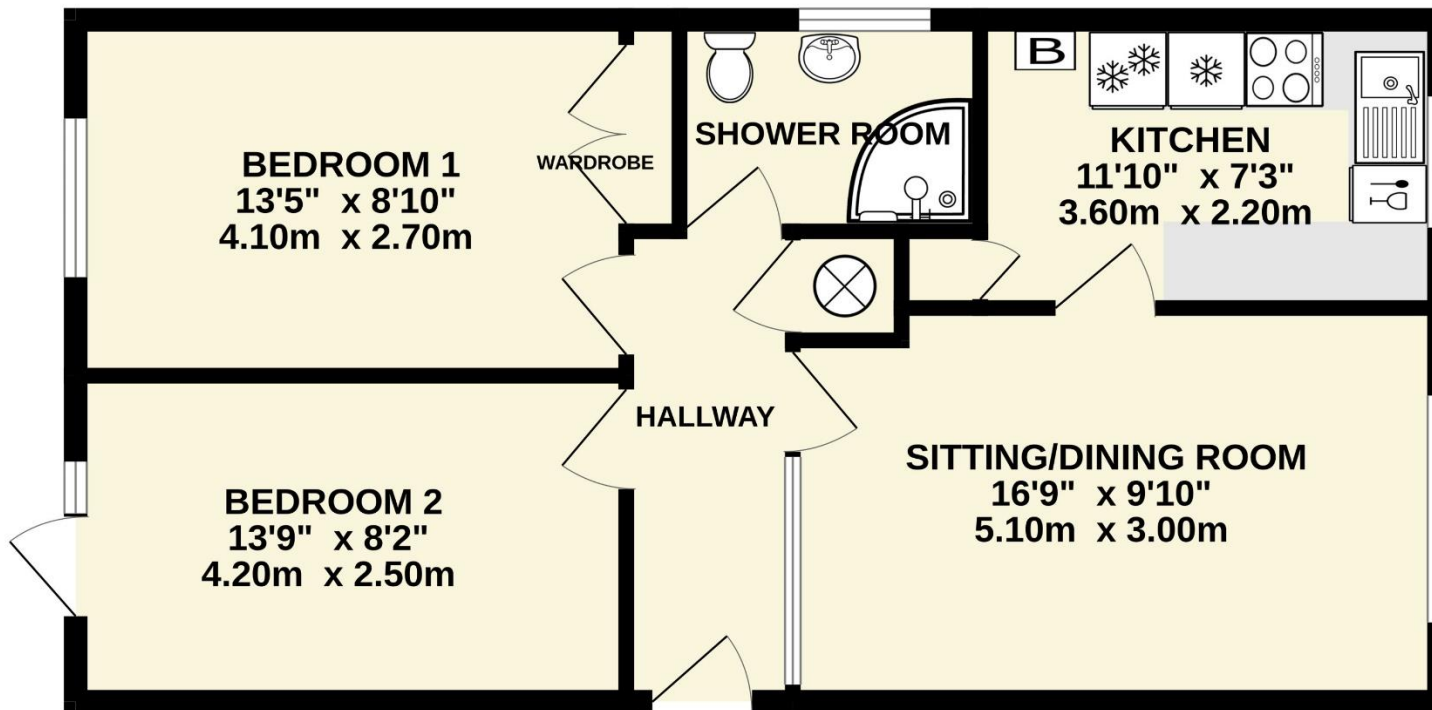 BEDROOM 1
13'5" x 8'10"
4.10m x 2.70m
WARDROBE
SHOWER ROOM
B
KITCHEN
11'10" x 7'3"
3.60m x 2.20m
HALLWAY
BEDROOM 2
13'9" x 8'2"
4.20m x 2.50m
SITTING/DINING ROOM
16'9" x 9'10"
5.10m x 3.00m